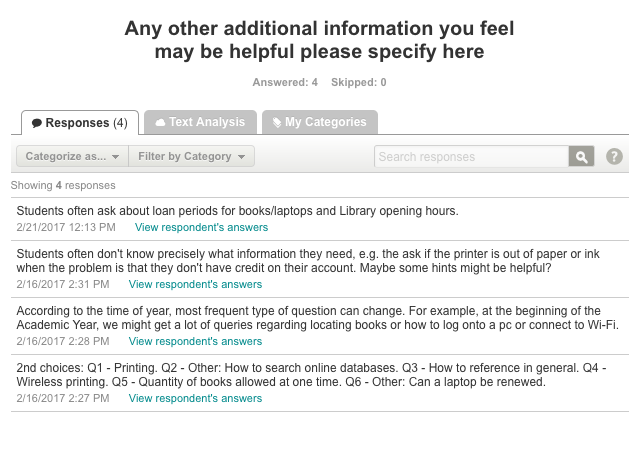 Any other additional information you feel
may be helpful please specify here
Answered: 4 Skipped: 0
Responses (4) Text Analysis My Categories
Categorize as... Filter by Category Search responses ?
Showing 4 responses
Students often ask about loan periods for books/laptops and Library opening hours.
2/21/2017 12:13 PM View respondent's answers
Students often don't know precisely what information they need, e.g. the ask if the printer is out of paper or ink
when the problem is that they don't have credit on their account. Maybe some hints might be helpful?
2/16/2017 2:31 PM View respondent's answers
According to the time of year, most frequent type of question can change. For example, at the beginning of the
Academic Year, we might get a lot of queries regarding locating books or how to log onto a pc or connect to Wi-Fi.
2/16/2017 2:28 PM View respondent's answers
2nd choices: Q1 - Printing. Q2 - Other: How to search online databases. Q3 - How to reference in general. Q4 -
Wireless printing. Q5 - Quantity of books allowed at one time. Q6 - Other: Can a laptop be renewed.
2/16/2017 2:27 PM View respondent's answers